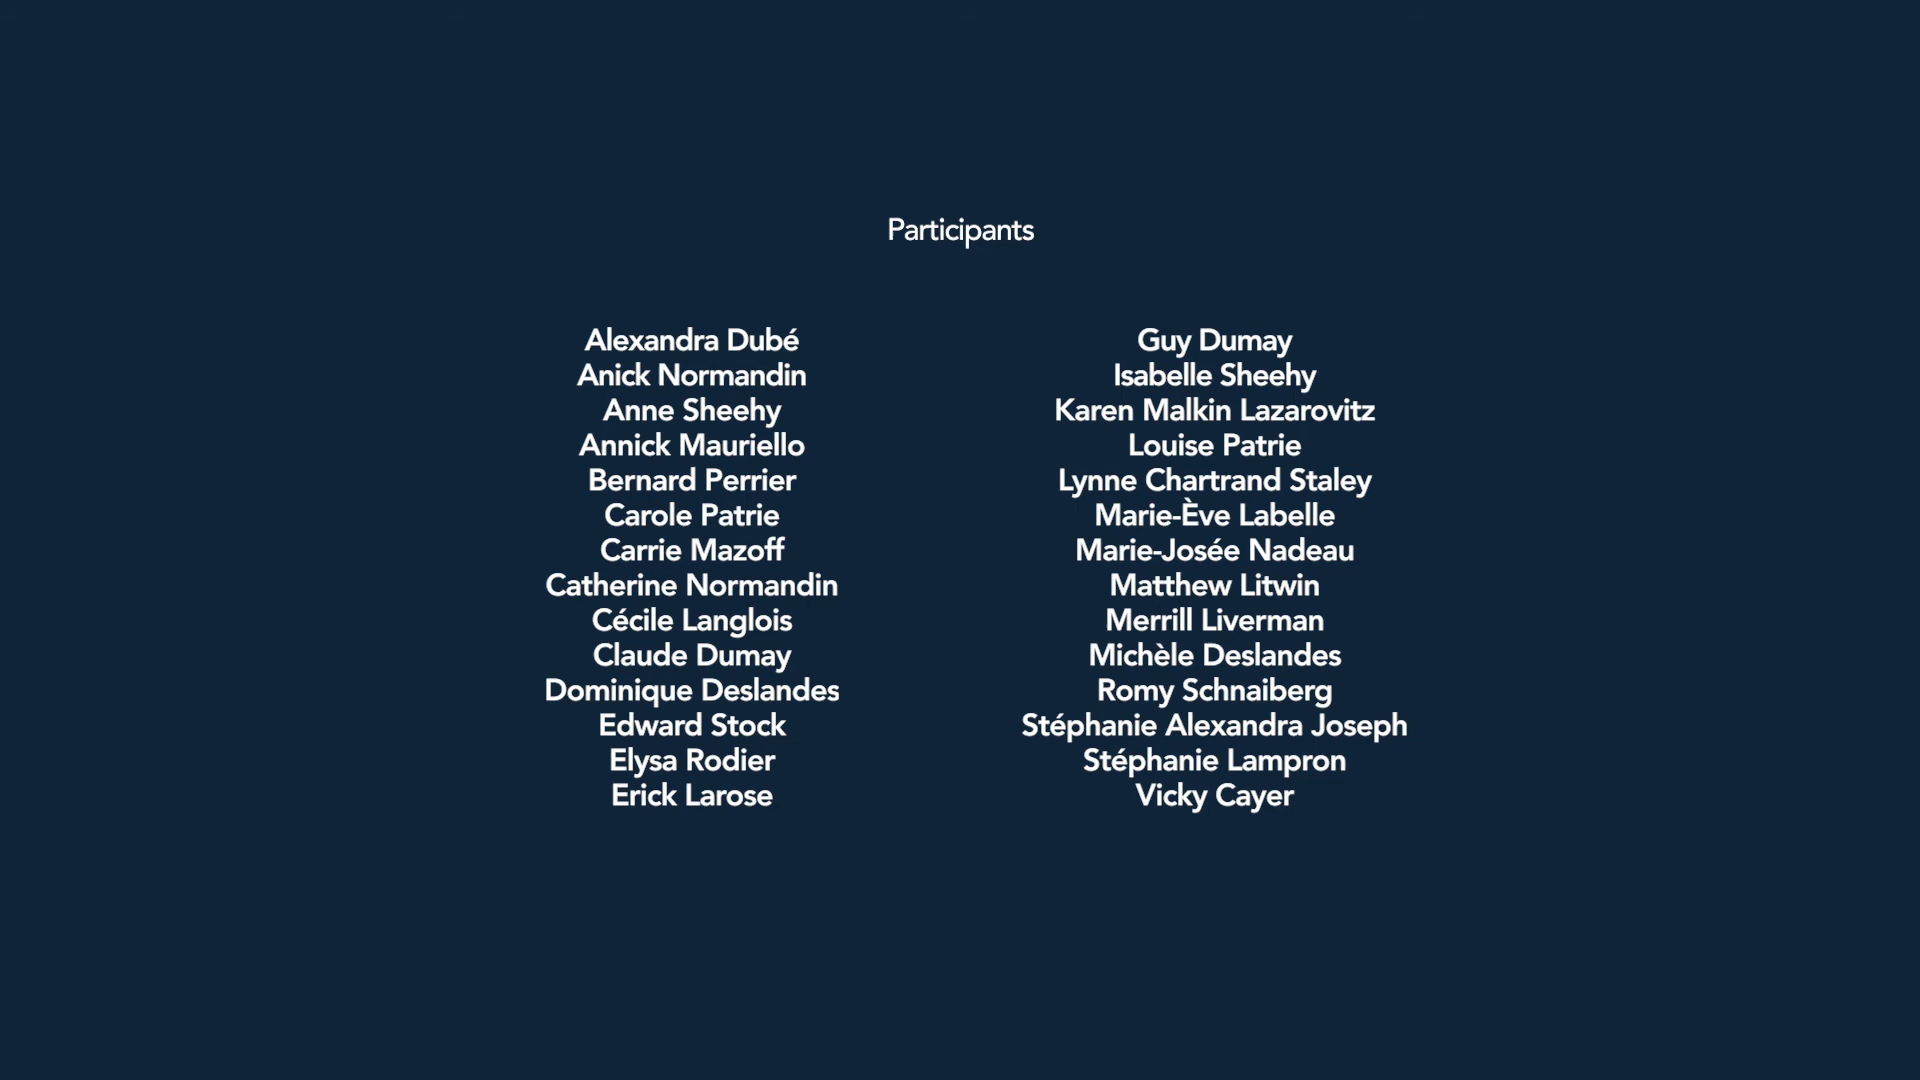 Participants
Alexandra Dubé
Anick Normandin
Anne Sheehy
Annick Mauriello
Bernard Perrier
Carole Patrie
Carrie Mazoff
Catherine Normandin
Cécile Langlois
Claude Dumay
Dominique Deslandes
Edward Stock
Elysa Rodier
Erick Larose
Guy Dumay
Isabelle Sheehy
Karen Malkin Lazarovitz
Louise Patrie
Lynne Chartrand Staley
Marie-Ève Labelle
Marie-Josée Nadeau
Matthew Litwin
Merrill Liverman
Michèle Deslandes
Romy Schnaiberg
Stéphanie Alexandra Joseph
Stéphanie Lampron
Vicky Cayer